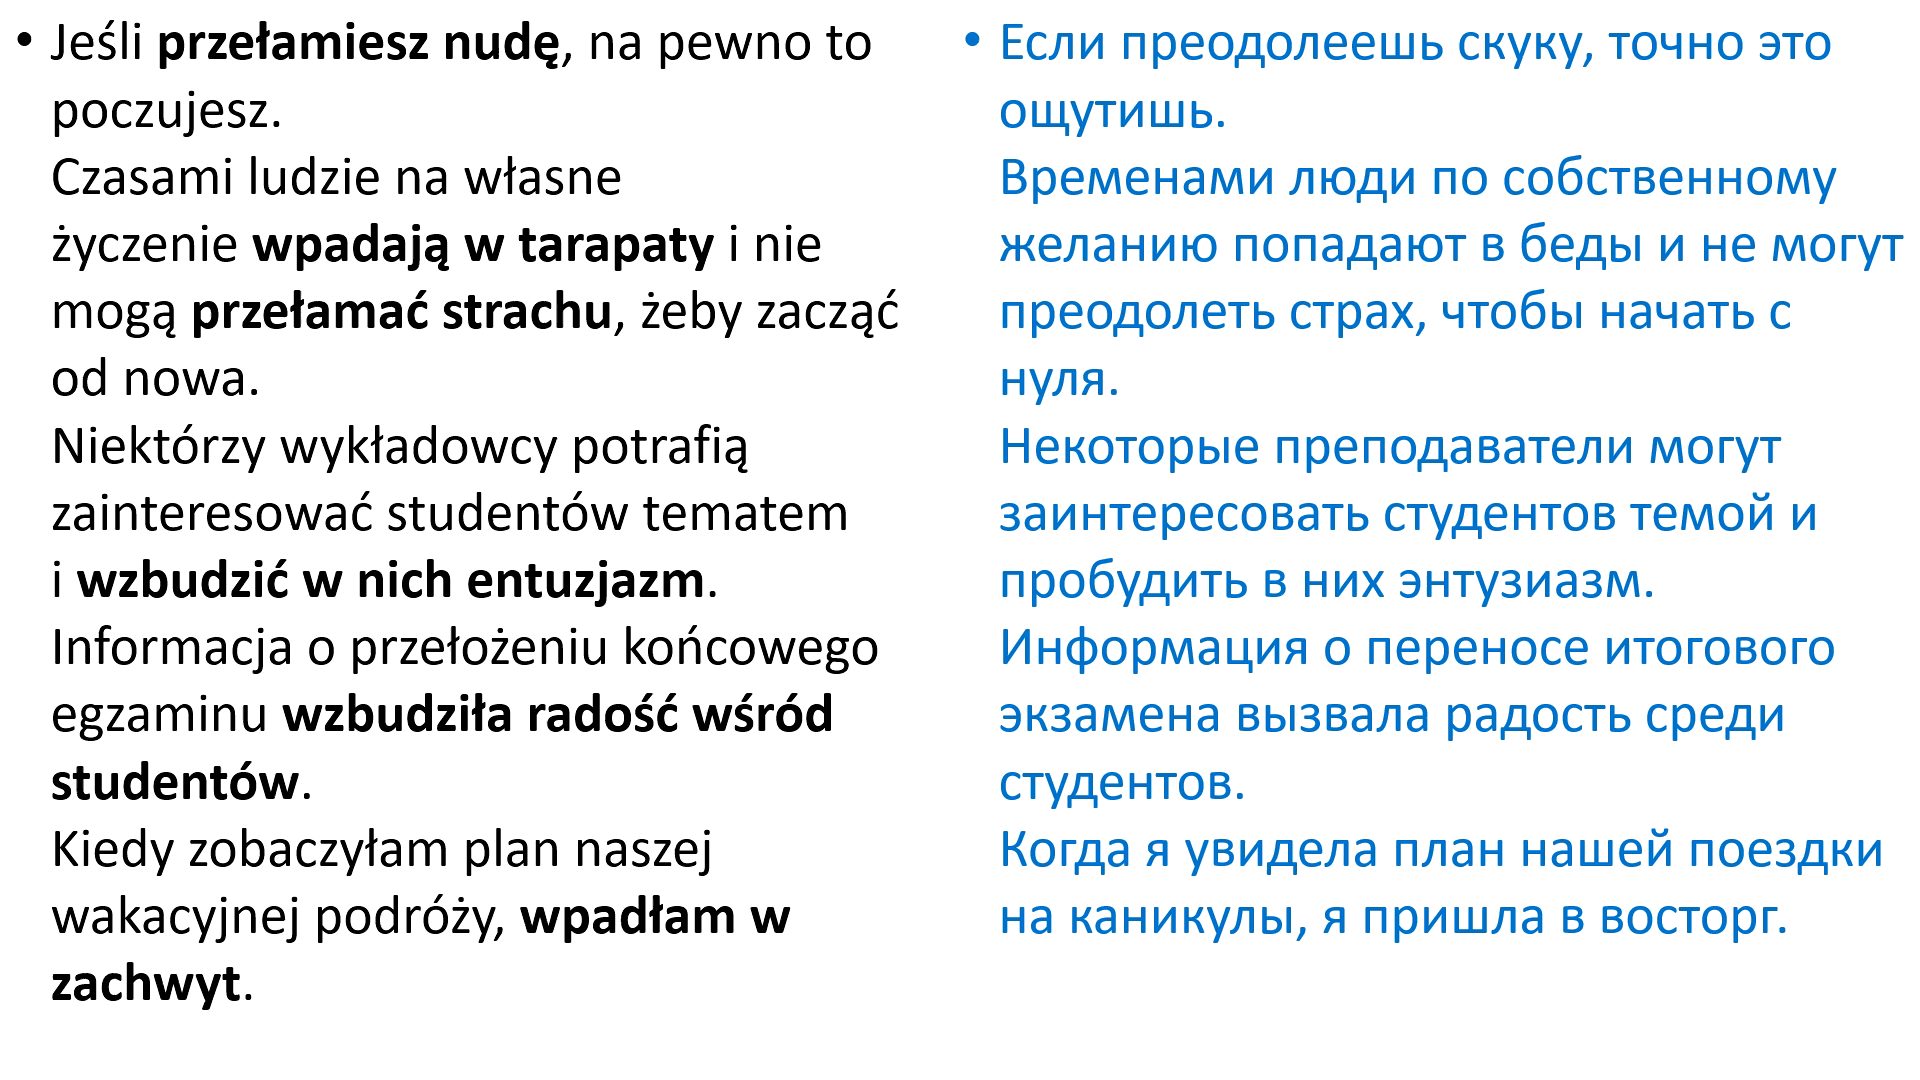 • Jeśli przełamiesz nudę, na pewno to
poczujesz.
Czasami ludzie na własne
życzenie wpadają w tarapaty i nie
mogą przełamać strachu, żeby zacząć
od nowa.
Niektórzy wykładowcy potrafią
zainteresować studentów tematem
i wzbudzić w nich entuzjazm.
Informacja o przełożeniu końcowego
egzaminu wzbudziła radość wśród
studentów.
Kiedy zobaczyłam plan naszej
wakacyjnej podróży, wpadłam w
zachwyt.
• Если преодолеешь скуку, точно это
ощутишь.
Временами люди по собственному
желанию попадают в беды и не могут
преодолеть страх, чтобы начать с
нуля.
Некоторые преподаватели могут
заинтересовать студентов темой и
пробудить в них энтузиазм.
Информация о переносе итогового
экзамена вызвала радость среди
студентов.
Когда я увидела план нашей поездки
на каникулы, я пришла в восторг.